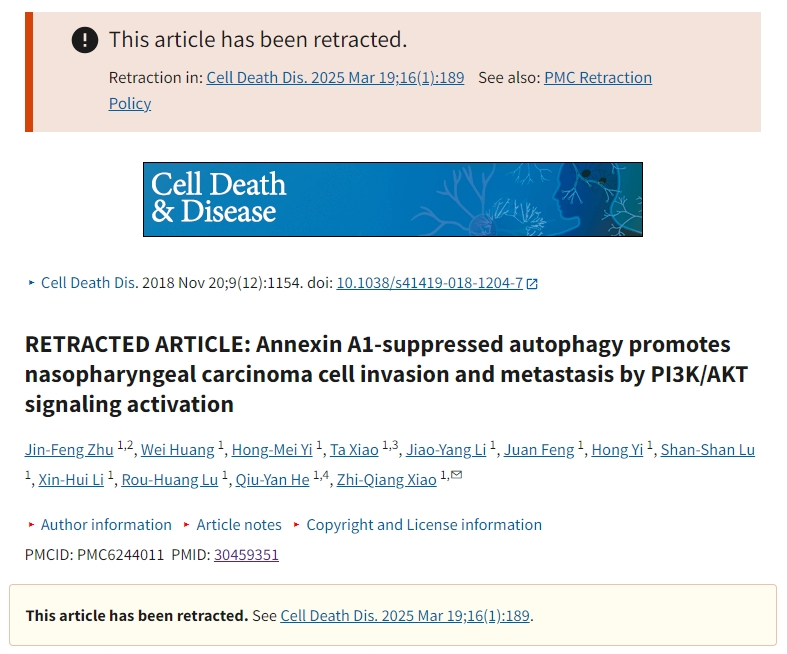 This article has been retracted.
Retraction in: Cell Death Dis. 2025 Mar 19;16(1):189 See also: PMC Retraction
Policy
Cell Death
& Disease
‣ Cell Death Dis. 2018 Nov 20;9(12):1154. doi: 10.1038/s41419-018-1204-7
RETRACTED ARTICLE: Annexin A1-suppressed autophagy promotes
nasopharyngeal carcinoma cell invasion and metastasis by PI3K/AKT
signaling activation
Jin-Feng Zhu 1,2, Wei Huang 1, Hong-Mei Yi 1, Ta Xiao 1,3, Jiao-Yang Li 1, Juan Feng 1, Hong Yi 1, Shan-Shan Lu
1, Xin-Hui Li 1, Rou-Huang Lu 1, Qiu-Yan He 1,4, Zhi-Qiang Xiao 1,✉
‣ Author information ‣ Article notes ‣ Copyright and License information
PMCID: PMC6244011 PMID: 30459351
This article has been retracted. See Cell Death Dis. 2025 Mar 19;16(1):189.